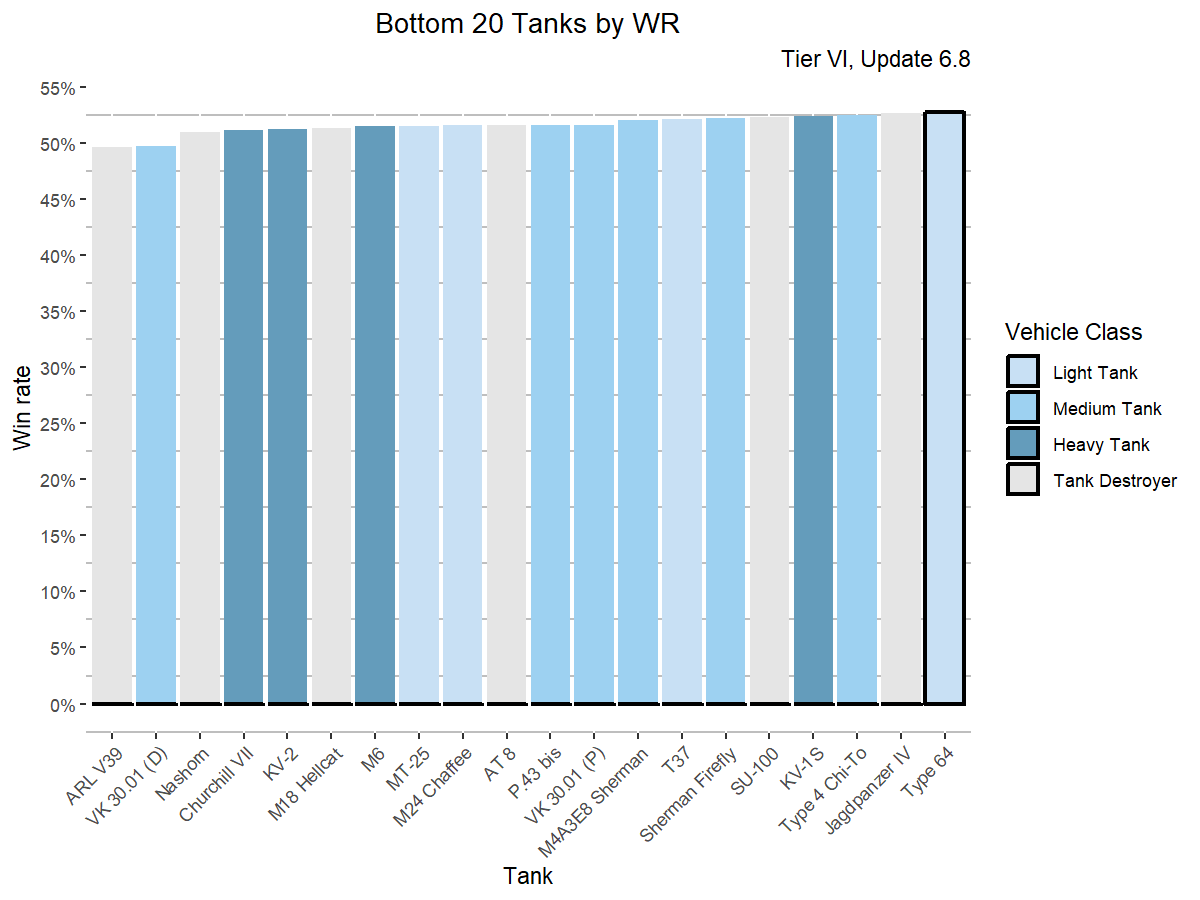 Bottom 20 Tanks by WR
Tier VI, Update 6.8
55%
50%
45%
40%
35%
30%
25%
20%
15%
10%
5%
0%
Win rate
ARL V39
VK 30.01 (D)
Nashorn
Churchill VII
KV-2
M18 Hellcat
M6
MT-25
M24 Chaffee
AT 8
P.43 bis
VK 30.01 (P)
M4A3E8 Sherman
T37
Sherman Firefly
SU-100
KV-1S
Type 4 Chi-To
Jagdpanzer IV
Type 64
Tank
Vehicle Class
Light Tank
Medium Tank
Heavy Tank
Tank Destroyer